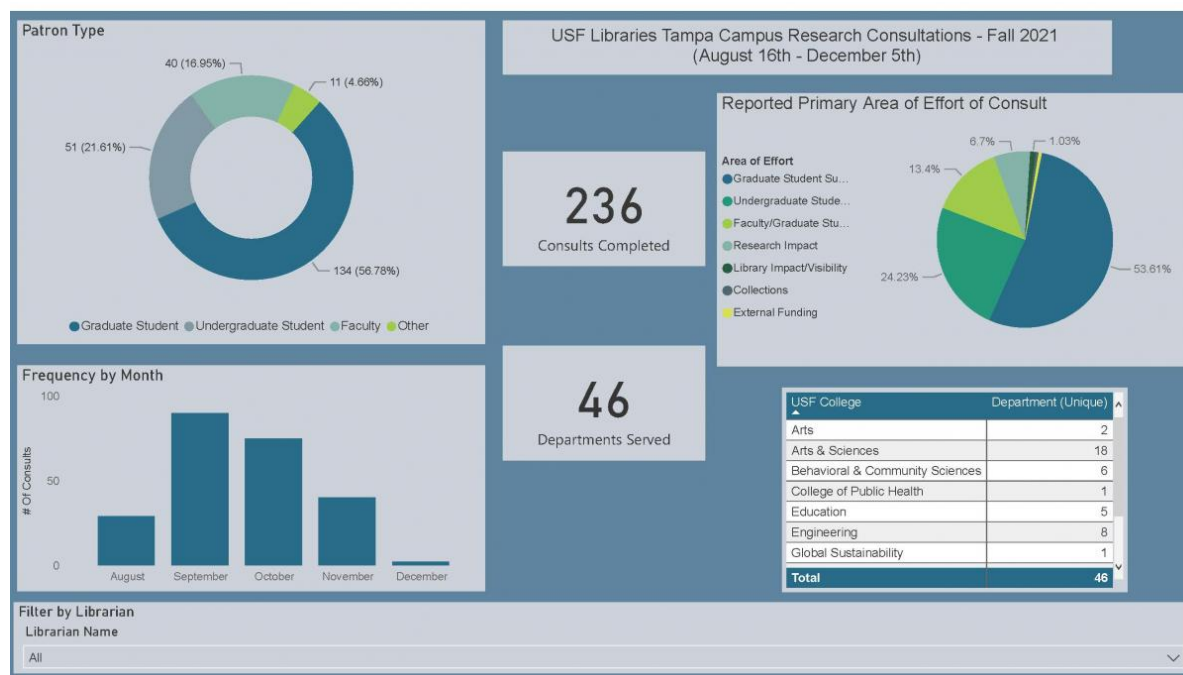 Patron Type
40 (16.95%)
11 (4.66%)
51 (21.61%)
134 (56.78%)
Graduate Student Undergraduate Student Faculty Other
USF Libraries Tampa Campus Research Consultations - Fall 2021
(August 16th - December 5th)
236
Consults Completed
46
Departments Served
Reported Primary Area of Effort of Consult
Area of Effort
Graduate Student Su...
Undergraduate Stude...
Faculty/Graduate Stu...
Research Impact
Library Impact/Visibility
Collections
External Funding
6.7%
1.03%
13.4%
24.23%
53.61%
Frequency by Month
# Of Consults
100
50
0
August September October November December
USF College Department (Unique)
Arts 2
Arts & Sciences 18
Behavioral & Community Sciences 6
College of Public Health 1
Education 5
Engineering 8
Global Sustainability 1
Total 46
Filter by Librarian
Librarian Name
All